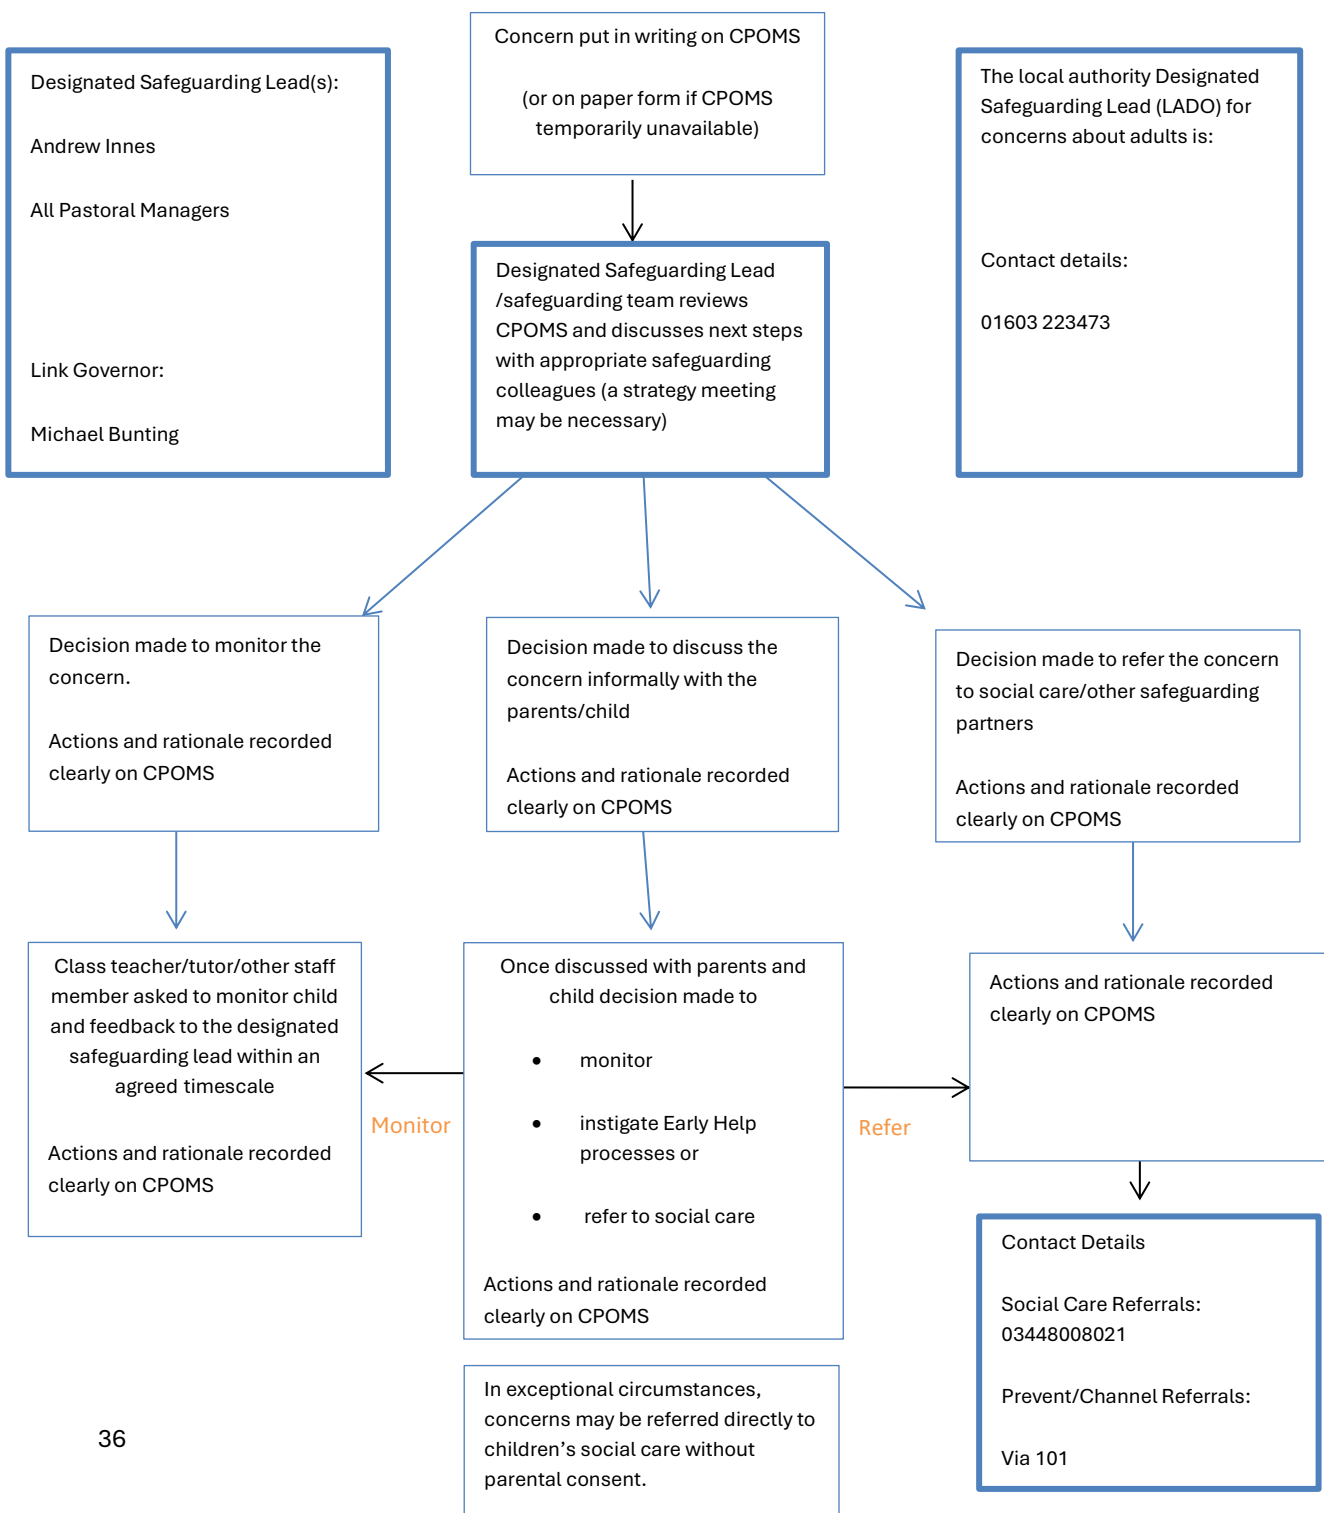 Concern put in writing on CPOMS
(or on paper form if CPOMS
temporarily unavailable)
Designated Safeguarding Lead(s):
Andrew Innes
All Pastoral Managers
Link Governor:
Michael Bunting
The local authority Designated
Safeguarding Lead (LADO) for
concerns about adults is:
Contact details:
01603 223473
Designated Safeguarding Lead
/safeguarding team reviews
CPOMS and discusses next steps
with appropriate safeguarding
colleagues (a strategy meeting
may be necessary)
Decision made to monitor the
concern.
Actions and rationale recorded
clearly on CPOMS
Decision made to discuss the
concern informally with the
parents/child
Actions and rationale recorded
clearly on CPOMS
Decision made to refer the concern
to social care/other safeguarding
partners
Actions and rationale recorded
clearly on CPOMS
Class teacher/tutor/other staff
member asked to monitor child
and feedback to the designated
safeguarding lead within an
agreed timescale
Actions and rationale recorded
clearly on CPOMS
Monitor
Once discussed with parents and
child decision made to
• monitor
• instigate Early Help
processes or
• refer to social care
Actions and rationale recorded
clearly on CPOMS
Refer
Actions and rationale recorded
clearly on CPOMS
Contact Details
Social Care Referrals:
03448008021
Prevent/Channel Referrals:
Via 101
In exceptional circumstances,
concerns may be referred directly to
children’s social care without
parental consent.
36